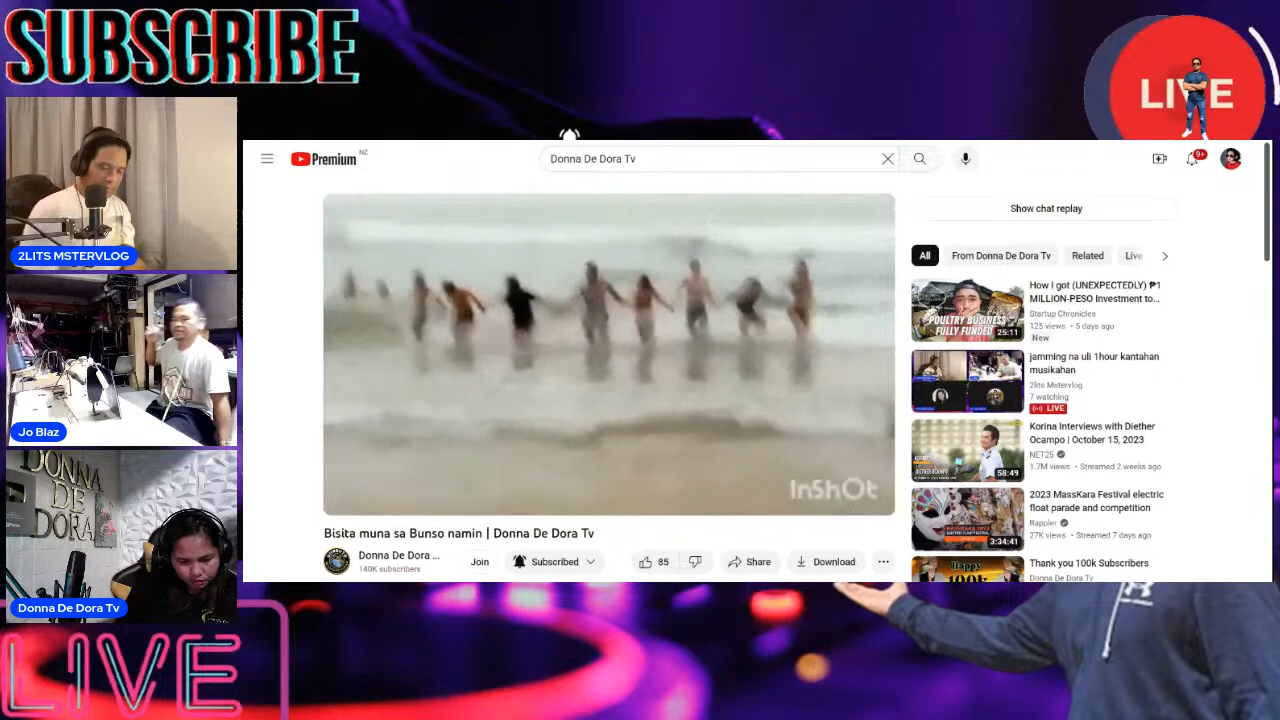 SUBSCRIBE
LIVE
2LITS MSTERVLOG
Jo Blaz
DONNA
DE
DORA
Donna De Dora Tv
LIVE
Premium NZ
Donna De Dora Tv
9+
InShOt
Bisita muna sa Bunso namin | Donna De Dora Tv
Donna De Dora ...
140K subscribers
Join
Subscribed
85
Share
Download
Show chat replay
All
From Donna De Dora Tv
Related
Live
How I got (UNEXPECTEDLY) ₱1
MILLION-PESO Investment to...
Startup Chronicles
125 views • 5 days ago
New
POULTRY BUSINESS
FULLY FUNDED
25:11
jamming na uli 1hour kantahan
musikahan
2lits Mstervlog
7 watching
LIVE
Korina Interviews with Diether
Ocampo | October 15, 2023
NET25
1.7M views • Streamed 2 weeks ago
58:49
2023 MassKara Festival electric
float parade and competition
Rappler
27K views • Streamed 7 days ago
3:34:41
Thank you 100k Subscribers
Donna De Dora Tv
Happy
100k